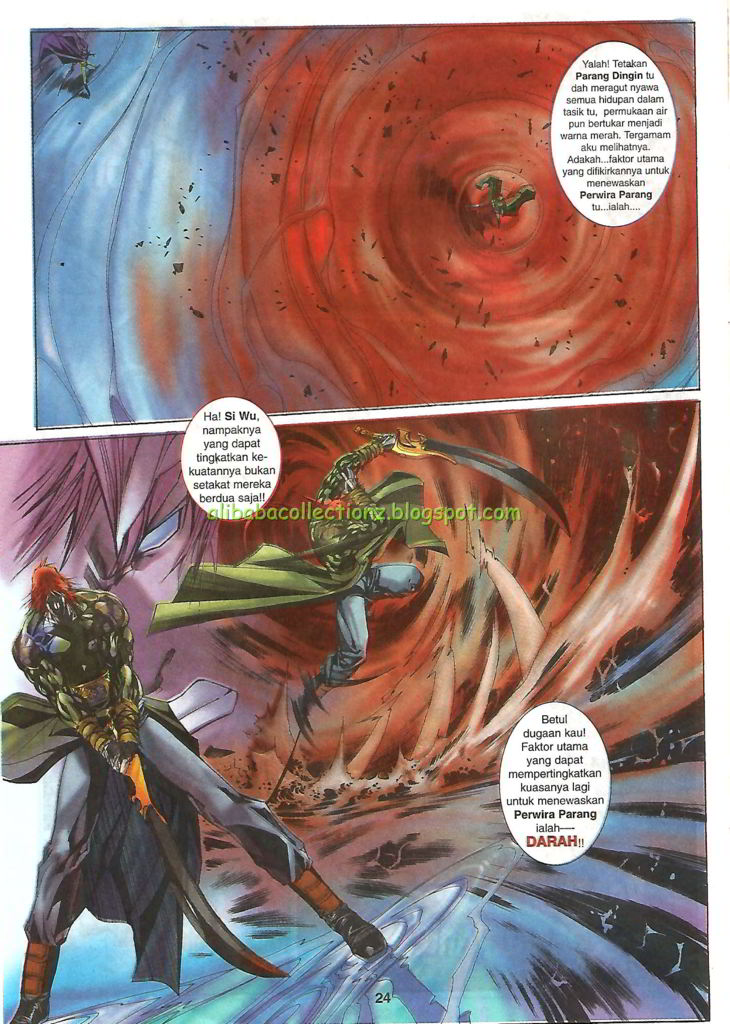 Yalah! Tetakan
Parang Dingin tu
dah meragut nyawa
semua hidupan dalam
tasik tu, permukaan air
pun bertukar menjadi
warna merah. Tergamam
aku melihatnya.
Adakah...faktor utama
yang difikirkannya untuk
menewaskan
Perwira Parang
tu...ialah....
Ha! Si Wu,
nampaknya
yang dapat
tingkatkan ke-
kuatannya bukan
setakat mereka
berdua saja!!
alibabacollectionz.blogspot.com
Betul
dugaan kau!
Faktor utama
yang dapat
mempertingkatkan
kuasanya lagi
untuk menewaskan
Perwira Parang
ialah—
DARAH!!
24